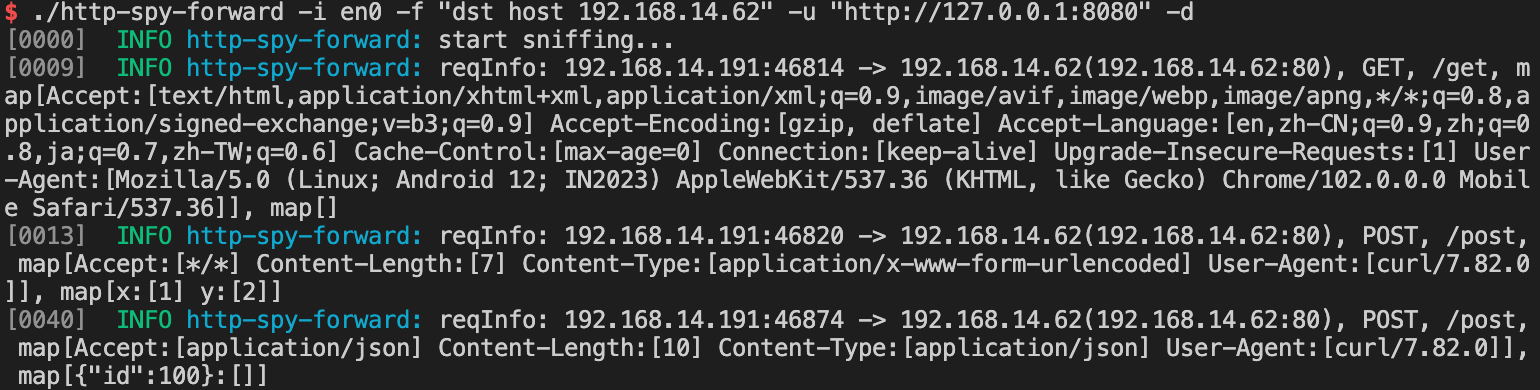 $ ./http-spy-forward -i en0 -f "dst host 192.168.14.62" -u "http://127.0.0.1:8080" -d
[0000]  INFO http-spy-forward: start sniffing...
[0009]  INFO http-spy-forward: reqInfo: 192.168.14.191:46814 -> 192.168.14.62(192.168.14.62:80), GET, /get, m
ap[Accept:[text/html,application/xhtml+xml,application/xml;q=0.9,image/avif,image/webp,image/apng,*/*;q=0.8,a
pplication/signed-exchange;v=b3;q=0.9] Accept-Encoding:[gzip, deflate] Accept-Language:[en,zh-CN;q=0.9,zh;q=0
.8,ja;q=0.7,zh-TW;q=0.6] Cache-Control:[max-age=0] Connection:[keep-alive] Upgrade-Insecure-Requests:[1] User
-Agent:[Mozilla/5.0 (Linux; Android 12; IN2023) AppleWebKit/537.36 (KHTML, like Gecko) Chrome/102.0.0.0 Mobil
e Safari/537.36]], map[]
[0013]  INFO http-spy-forward: reqInfo: 192.168.14.191:46820 -> 192.168.14.62(192.168.14.62:80), POST, /post,
 map[Accept:[*/*] Content-Length:[7] Content-Type:[application/x-www-form-urlencoded] User-Agent:[curl/7.82.0
]], map[x:[1] y:[2]]
[0040]  INFO http-spy-forward: reqInfo: 192.168.14.191:46874 -> 192.168.14.62(192.168.14.62:80), POST, /post,
 map[Accept:[application/json] Content-Length:[10] Content-Type:[application/json] User-Agent:[curl/7.82.0]],
 map[{"id":100}:[]]